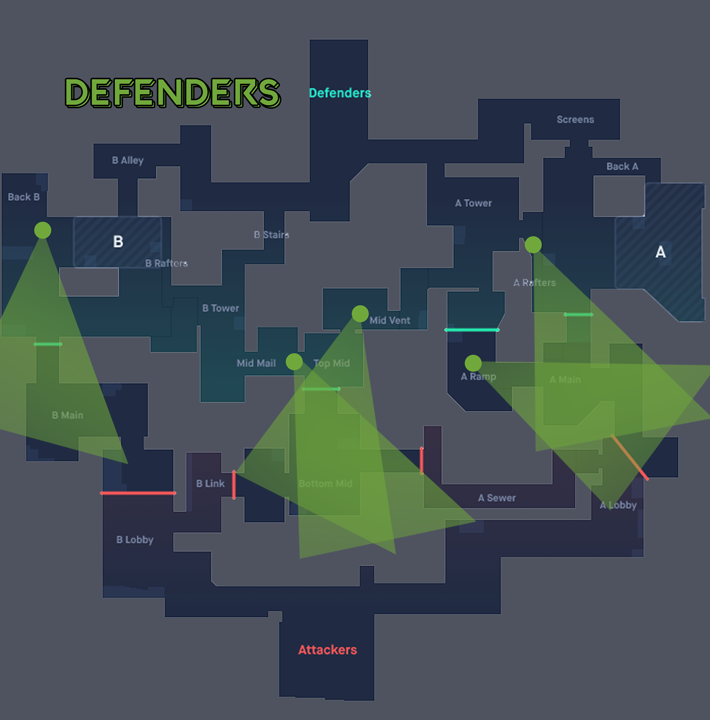 DEFENDERS
Defenders
Screens
B Alley
Back A
Back B
A Tower
B Stairs
B
A
B Rafters
A Rafters
B Tower
Mid Vent
Mid Mail
Top Mid
A Ramp
A Main
B Main
B Link
Bottom Mid
A Sewer
A Lobby
B Lobby
Attackers